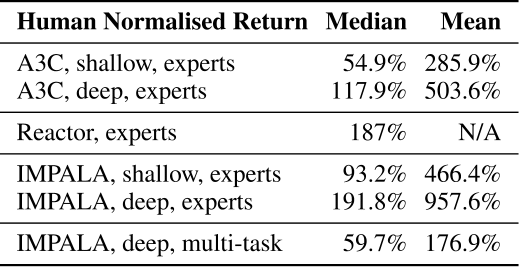 Human Normalised Return Median Mean
A3C, shallow, experts 54.9% 285.9%
A3C, deep, experts 117.9% 503.6%
Reactor, experts 187% N/A
IMPALA, shallow, experts 93.2% 466.4%
IMPALA, deep, experts 191.8% 957.6%
IMPALA, deep, multi-task 59.7% 176.9%